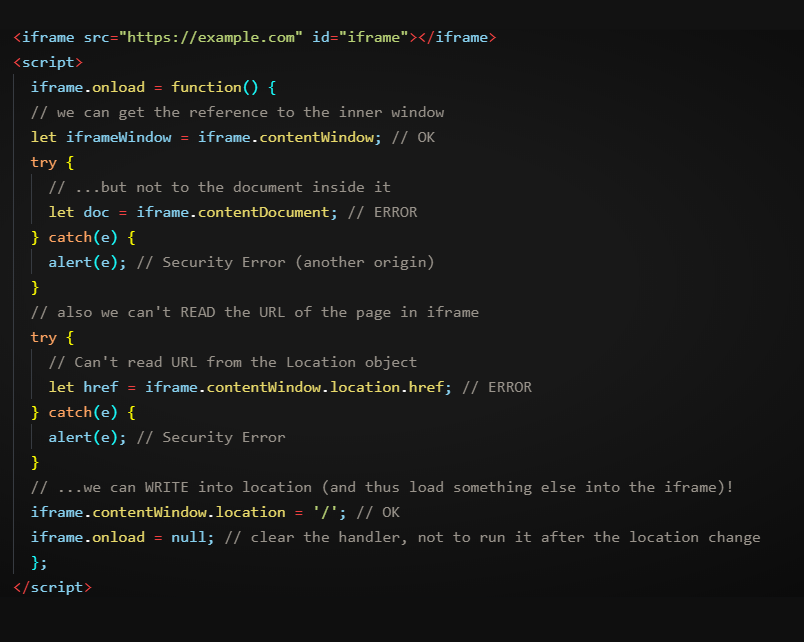 <iframe src="https://example.com" id="iframe"></iframe>
<script>
iframe.onload = function() {
// we can get the reference to the inner window
let iframeWindow = iframe.contentWindow; // OK
try {
// ...but not to the document inside it
let doc = iframe.contentDocument; // ERROR
} catch(e) {
alert(e); // Security Error (another origin)
}
// also we can't READ the URL of the page in iframe
try {
// Can't read URL from the Location object
let href = iframe.contentWindow.location.href; // ERROR
} catch(e) {
alert(e); // Security Error
}
// ...we can WRITE into location (and thus load something else into the iframe)!
iframe.contentWindow.location = '/'; // OK
iframe.onload = null; // clear the handler, not to run it after the location change
};
</script>